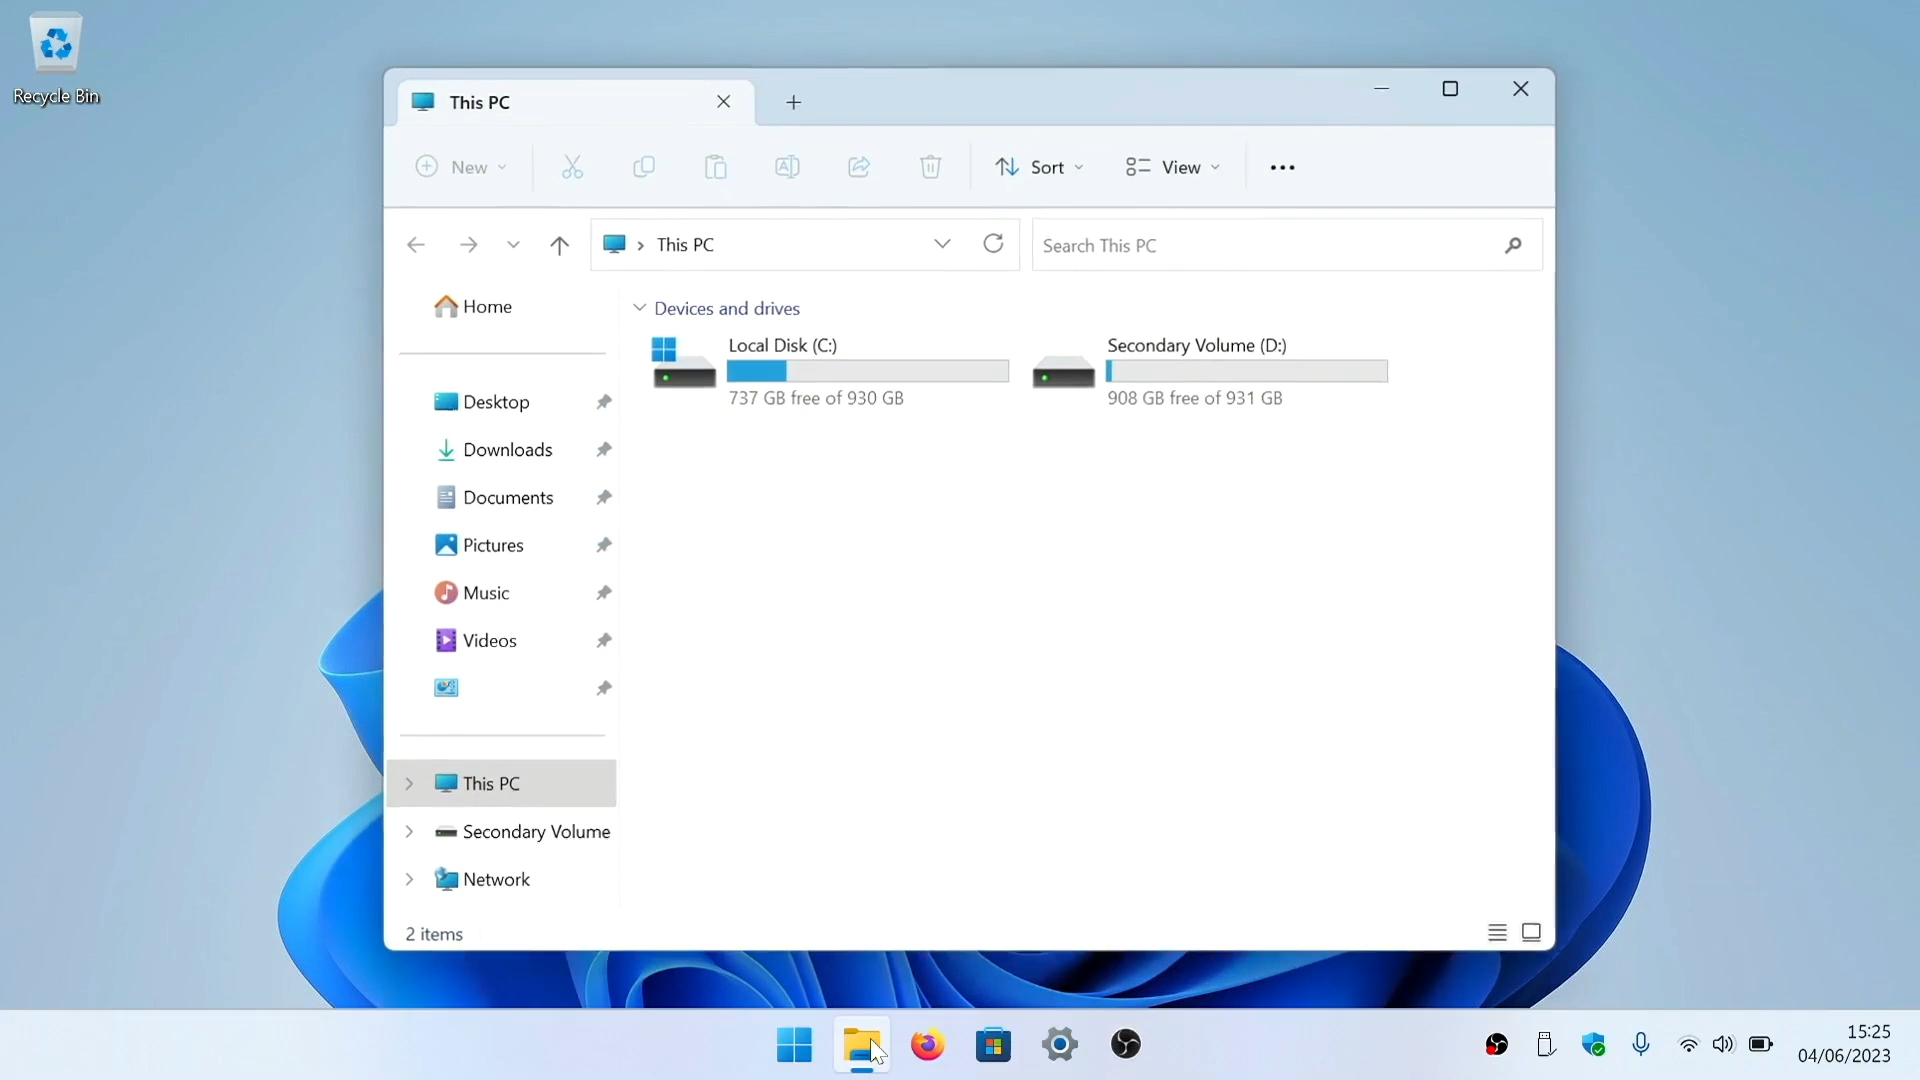 Recycle Bin
This PC
New
Sort
View
This PC
Search This PC
Home
Desktop
Downloads
Documents
Pictures
Music
Videos
This PC
Secondary Volume
Network
Devices and drives
Local Disk (C:)
737 GB free of 930 GB
Secondary Volume (D:)
908 GB free of 931 GB
2 items
15:25
04/06/2023